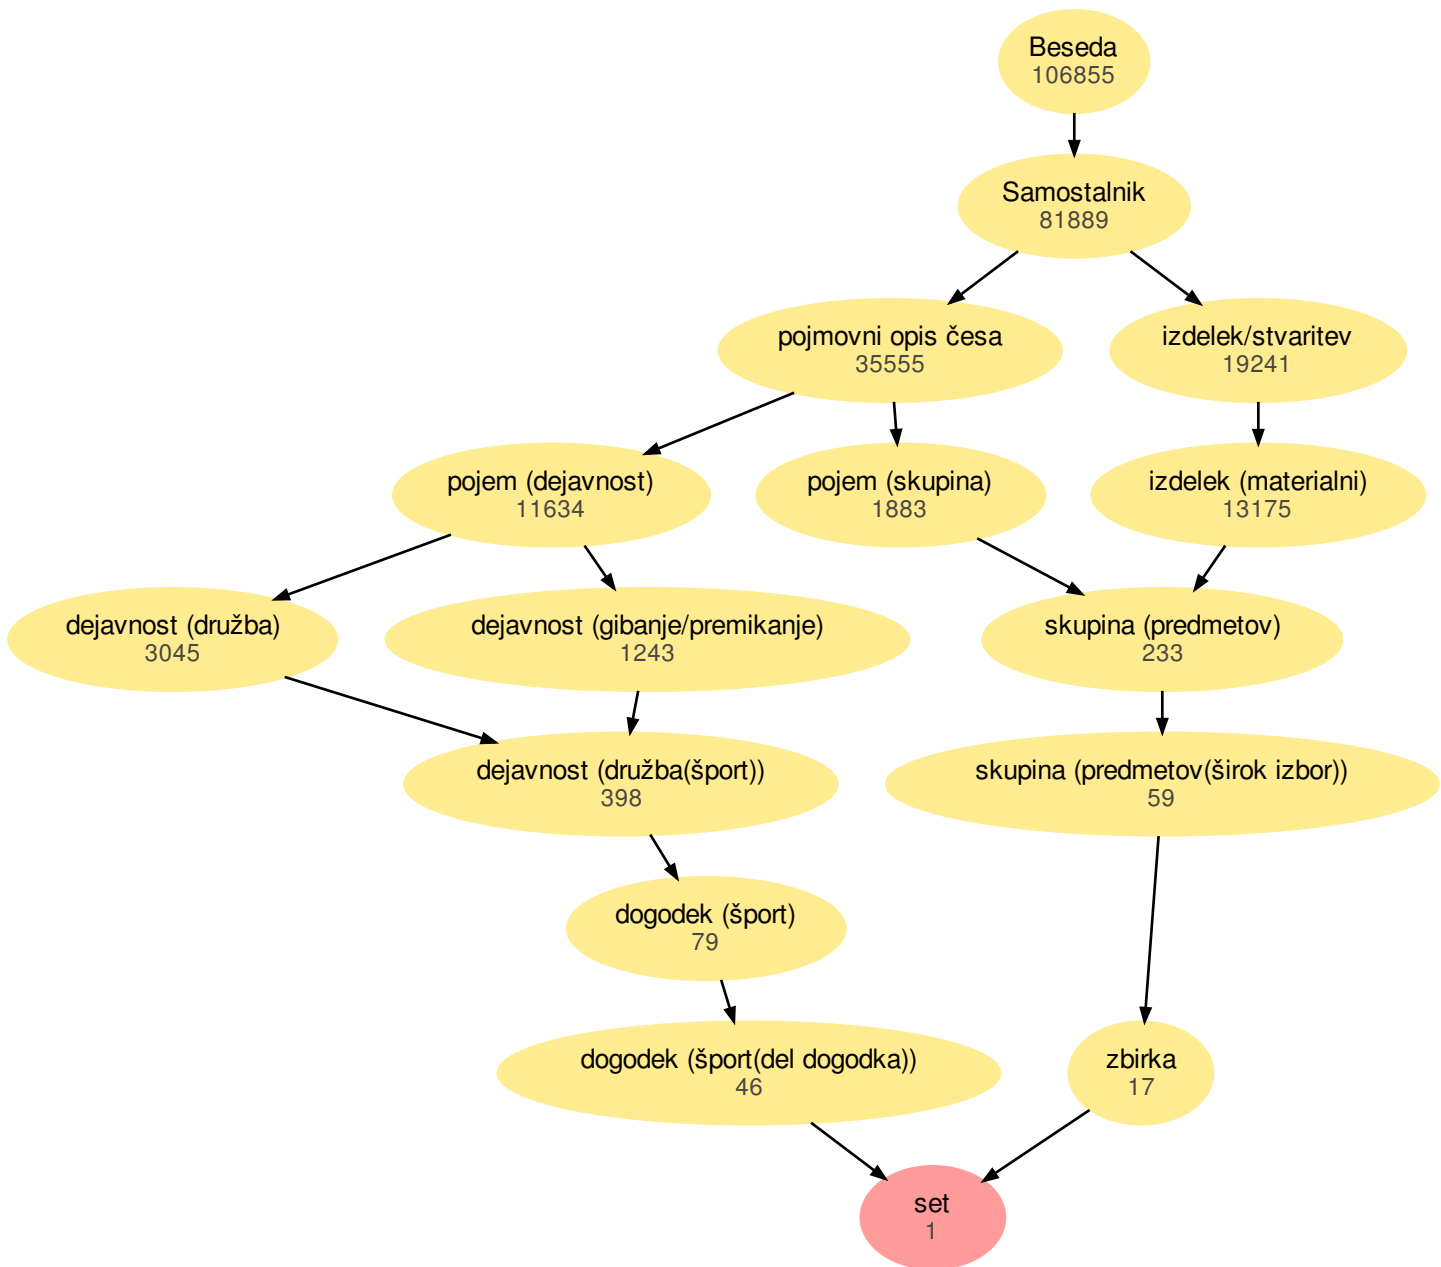 Beseda
106855
Samostalnik
81889
pojmovni opis česa
35555
izdelek/stvaritev
19241
pojem (dejavnost)
11634
pojem (skupina)
1883
izdelek (materialni)
13175
dejavnost (družba)
3045
dejavnost (gibanje/premikanje)
1243
skupina (predmetov)
233
dejavnost (družba(šport))
398
skupina (predmetov(širok izbor))
59
dogodek (šport)
79
dogodek (šport(del dogodka))
46
zbirka
17
set
1